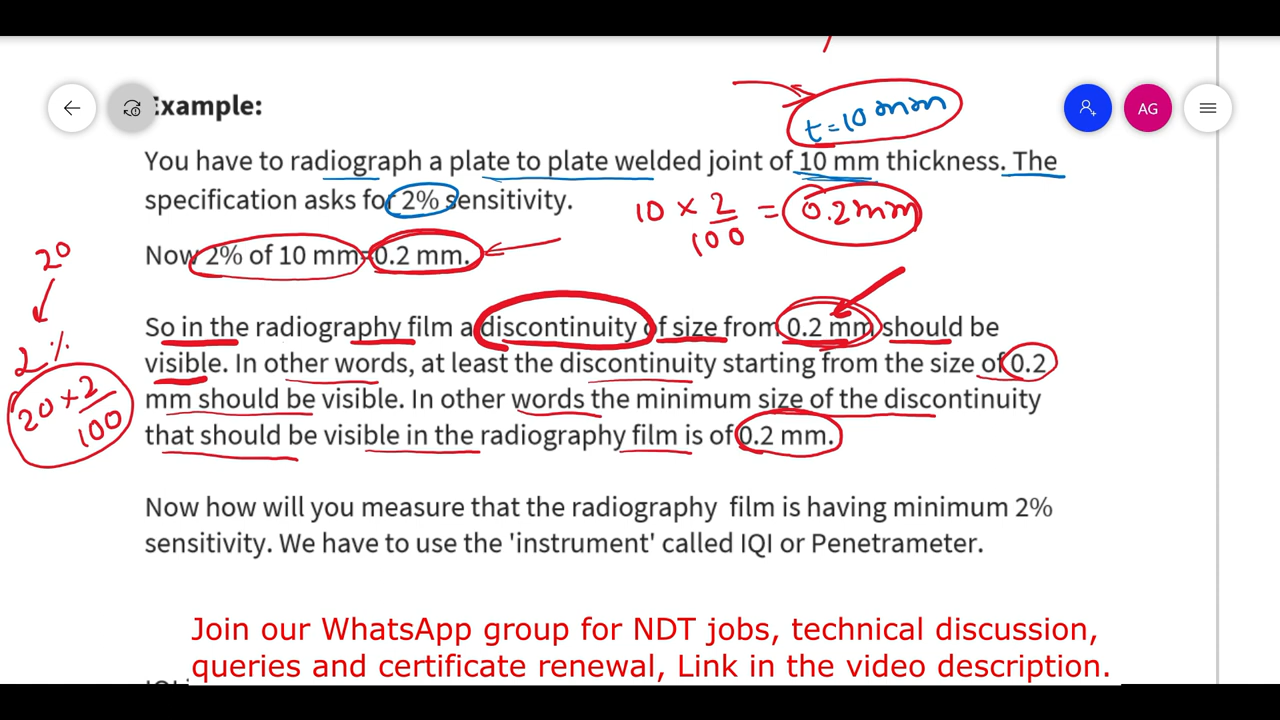 Example:
t=10 mm
AG
You have to radiograph a plate to plate welded joint of 10 mm thickness. The
specification asks for 2% sensitivity.
10 × 2/100 = 0.2mm
Now 2% of 10 mm=0.2 mm.
20
2 %
20 × 2/100
So in the radiography film a discontinuity of size from 0.2 mm should be
visible. In other words, at least the discontinuity starting from the size of 0.2
mm should be visible. In other words the minimum size of the discontinuity
that should be visible in the radiography film is of 0.2 mm.
Now how will you measure that the radiography film is having minimum 2%
sensitivity. We have to use the 'instrument' called IQI or Penetrameter.
Join our WhatsApp group for NDT jobs, technical discussion,
queries and certificate renewal, Link in the video description.